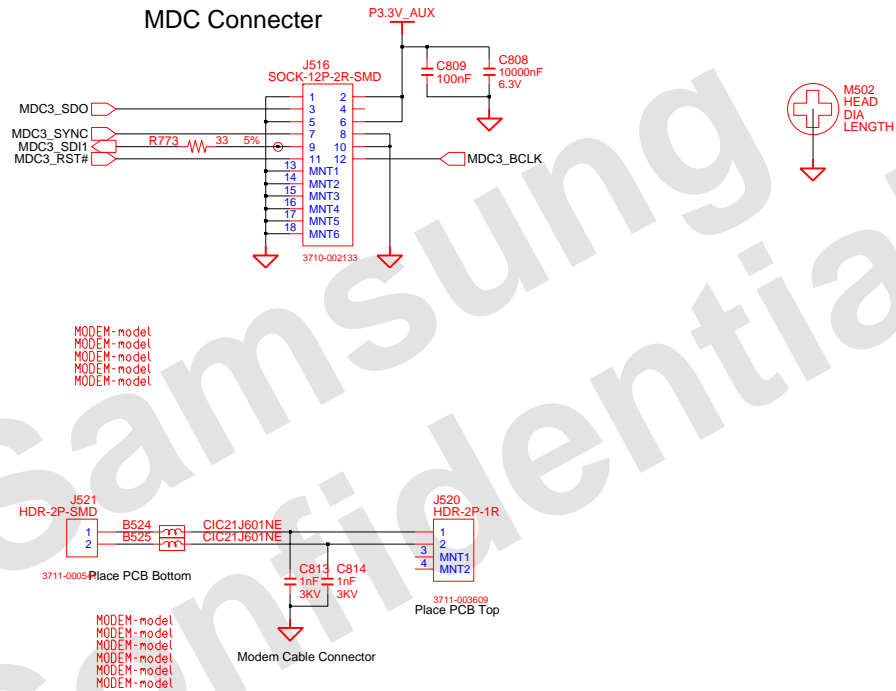 MDC Connecter
P3.3V_AUX
J516
SOCK-12P-2R-SMD
C809
100nF
C808
10000nF
6.3V
M502
HEAD
DIA
LENGTH
MDC3_SDO
MDC3_SYNC
MDC3_SDI1
MDC3_RST#
R773 33 5%
1 2
3 4
5 6
7 8
9 10
11 12
MDC3_BCLK
13 MNT1
14 MNT2
15 MNT3
16 MNT4
17 MNT5
18 MNT6
3710-002133
MODEM-model
MODEM-model
MODEM-model
MODEM-model
MODEM-model
J521
HDR-2P-SMD
1
2
B524 CIC21J601NE
B525 CIC21J601NE
J520
HDR-2P-1R
1
2
3 MNT1
4 MNT2
Place PCB Bottom
C813
1nF
3KV
C814
1nF
3KV
3711-003609
Place PCB Top
Modem Cable Connector
MODEM-model
MODEM-model
MODEM-model
MODEM-model
MODEM-model
MODEM-model
Samsung
Confidential